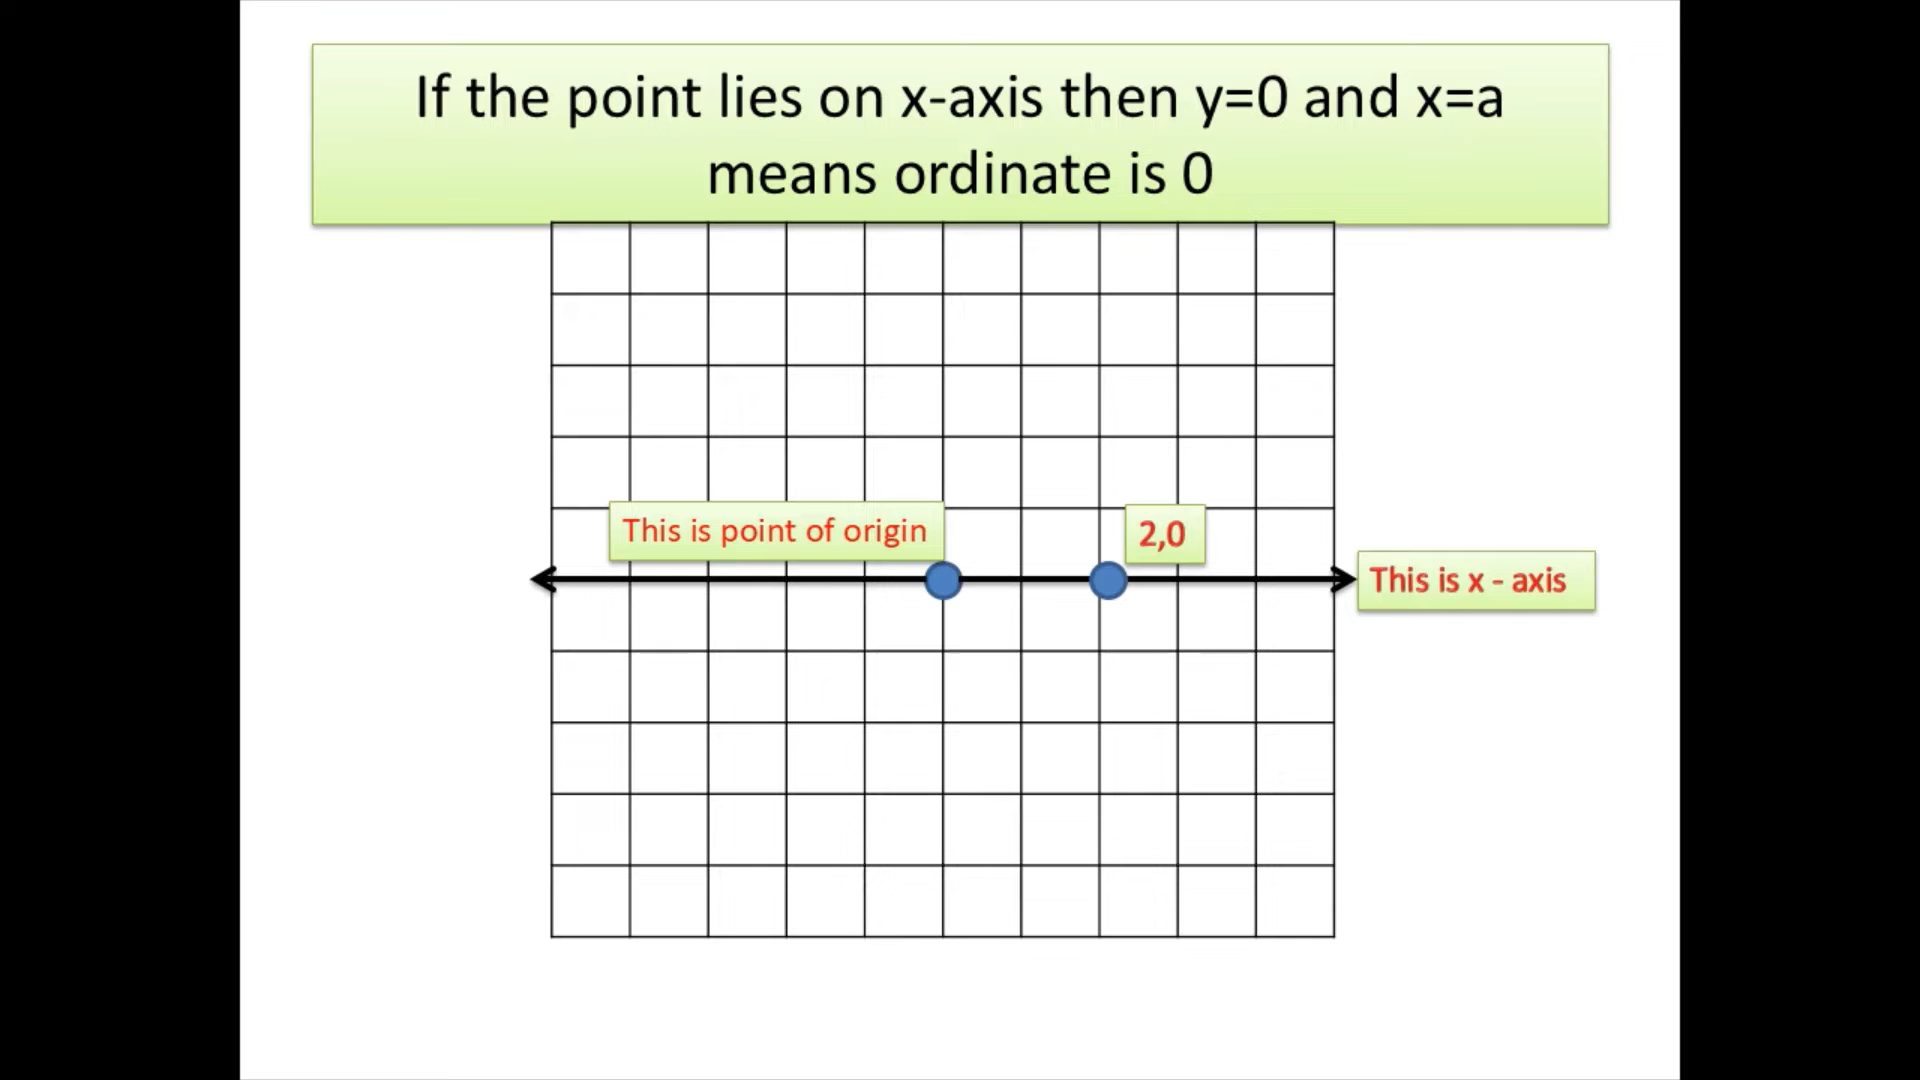 If the point lies on x-axis then y=0 and x=a
means ordinate is 0
This is point of origin
2,0
This is x - axis